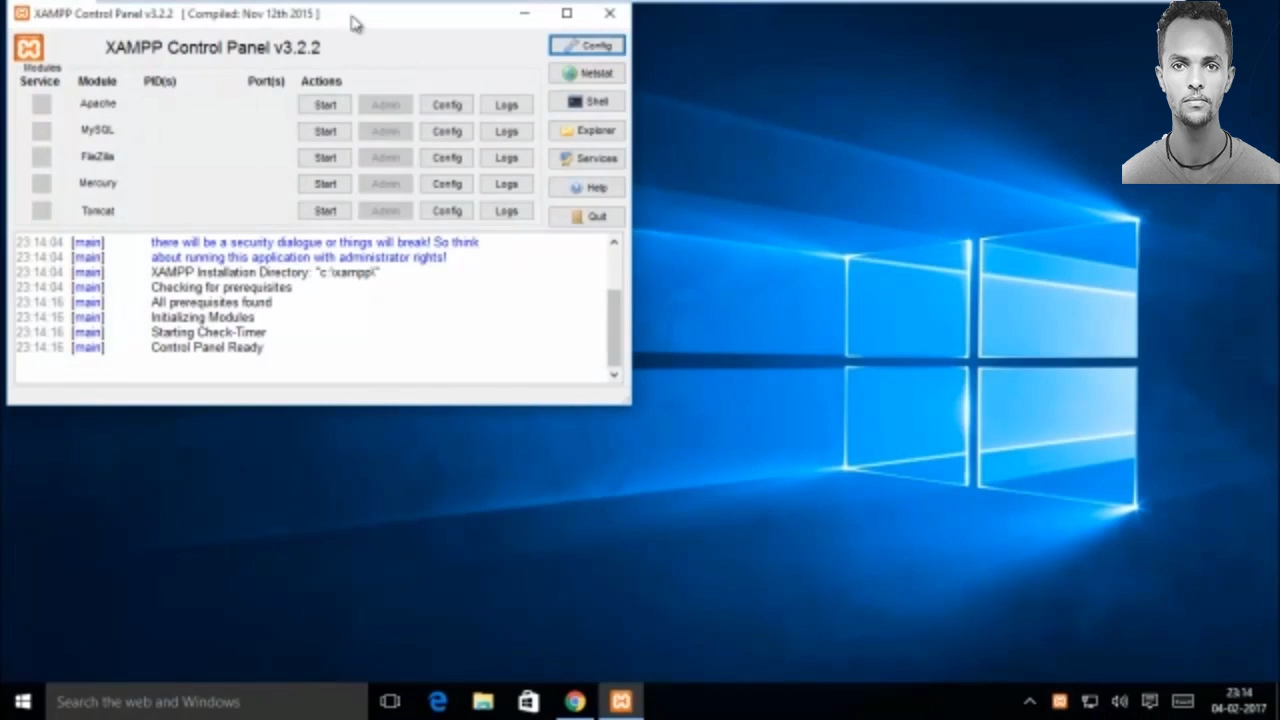 XAMPP Control Panel v3.2.2 [ Compiled: Nov 12th 2015 ]
XAMPP Control Panel v3.2.2
Config
Modules
Service Module PID(s) Port(s) Actions
Netstat
Apache Start Admin Config Logs
Shell
MySQL Start Admin Config Logs
Explorer
FileZilla Start Admin Config Logs
Services
Mercury Start Admin Config Logs
Help
Tomcat Start Admin Config Logs
Quit
23:14:04 [main] there will be a security dialogue or things will break! So think
23:14:04 [main] about running this application with administrator rights!
23:14:04 [main] XAMPP Installation Directory: "c:\xampp\"
23:14:04 [main] Checking for prerequisites
23:14:16 [main] All prerequisites found
23:14:16 [main] Initializing Modules
23:14:16 [main] Starting Check-Timer
23:14:16 [main] Control Panel Ready
Search the web and Windows
23:14
04-02-2017